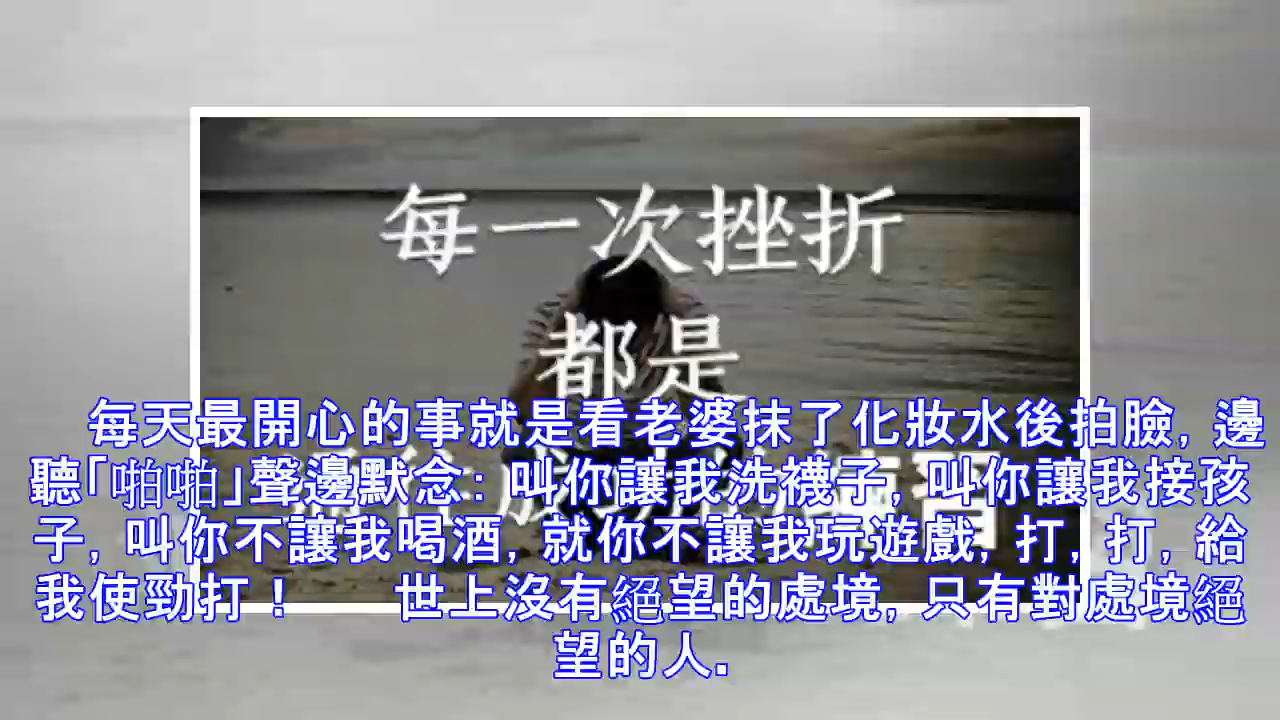 每一次挫折
都是
每天最開心的事就是看老婆抹了化妝水後拍臉, 邊
聽「啪啪」聲邊默念: 叫你讓我洗襪子, 叫你讓我接孩
子, 叫你不讓我喝酒, 就你不讓我玩遊戲, 打, 打, 給
我使勁打！ 世上沒有絕望的處境, 只有對處境絕
望的人.